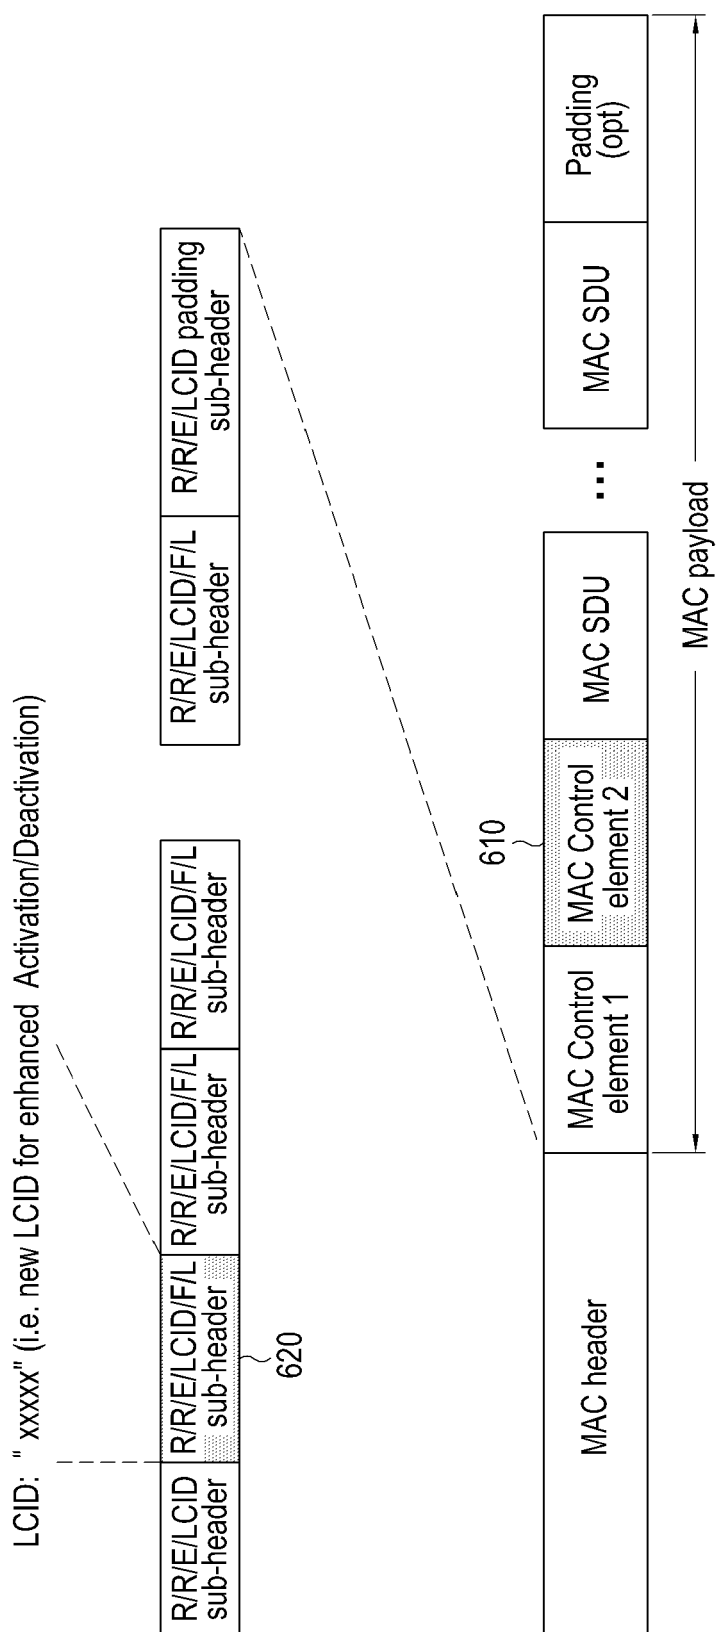 LCID: " xxxxx" (i.e. new LCID for enhanced Activation/Deactivation)
R/R/E/LCID
sub-header
R/R/E/LCID/F/L
sub-header
R/R/E/LCID/F/L
sub-header
R/R/E/LCID/F/L
sub-header
R/R/E/LCID/F/L
sub-header
R/R/E/LCID padding
sub-header
620
610
MAC header
MAC Control
element 1
MAC Control
element 2
MAC SDU
...
MAC SDU
Padding
(opt)
MAC payload